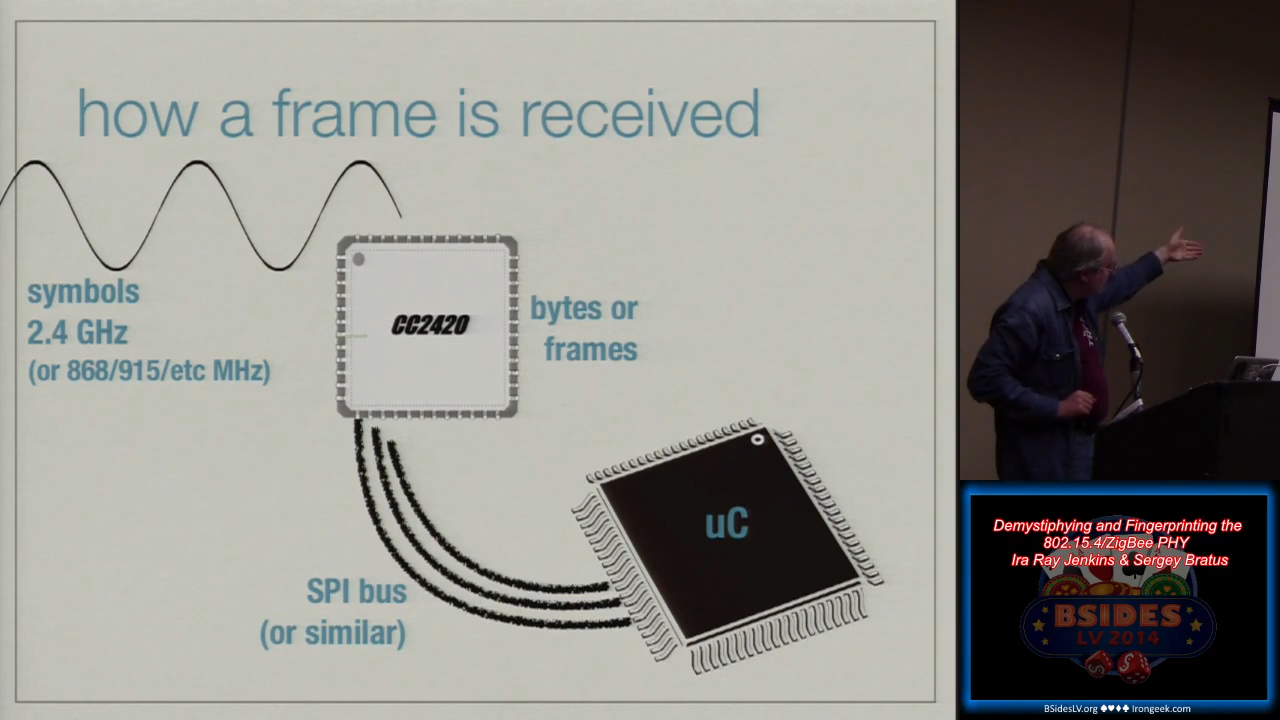 how a frame is received
symbols
2.4 GHz
(or 868/915/etc MHz)
CC2420
bytes or
frames
uC
SPI bus
(or similar)
Demystiphying and Fingerprinting the
802.15.4/ZigBee PHY
Ira Ray Jenkins & Sergey Bratus
BSIDES
LV 2014
BSidesLV.org ♠♥♦♣ Irongeek.com